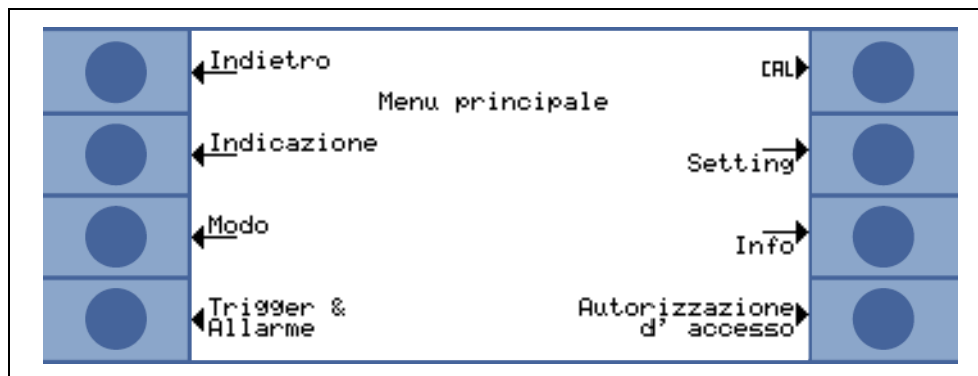 Indietro
CAL
Menu principale
Indicazione
Setting
Modo
Info
Trigger &
Allarme
Autorizzazione
d' accesso